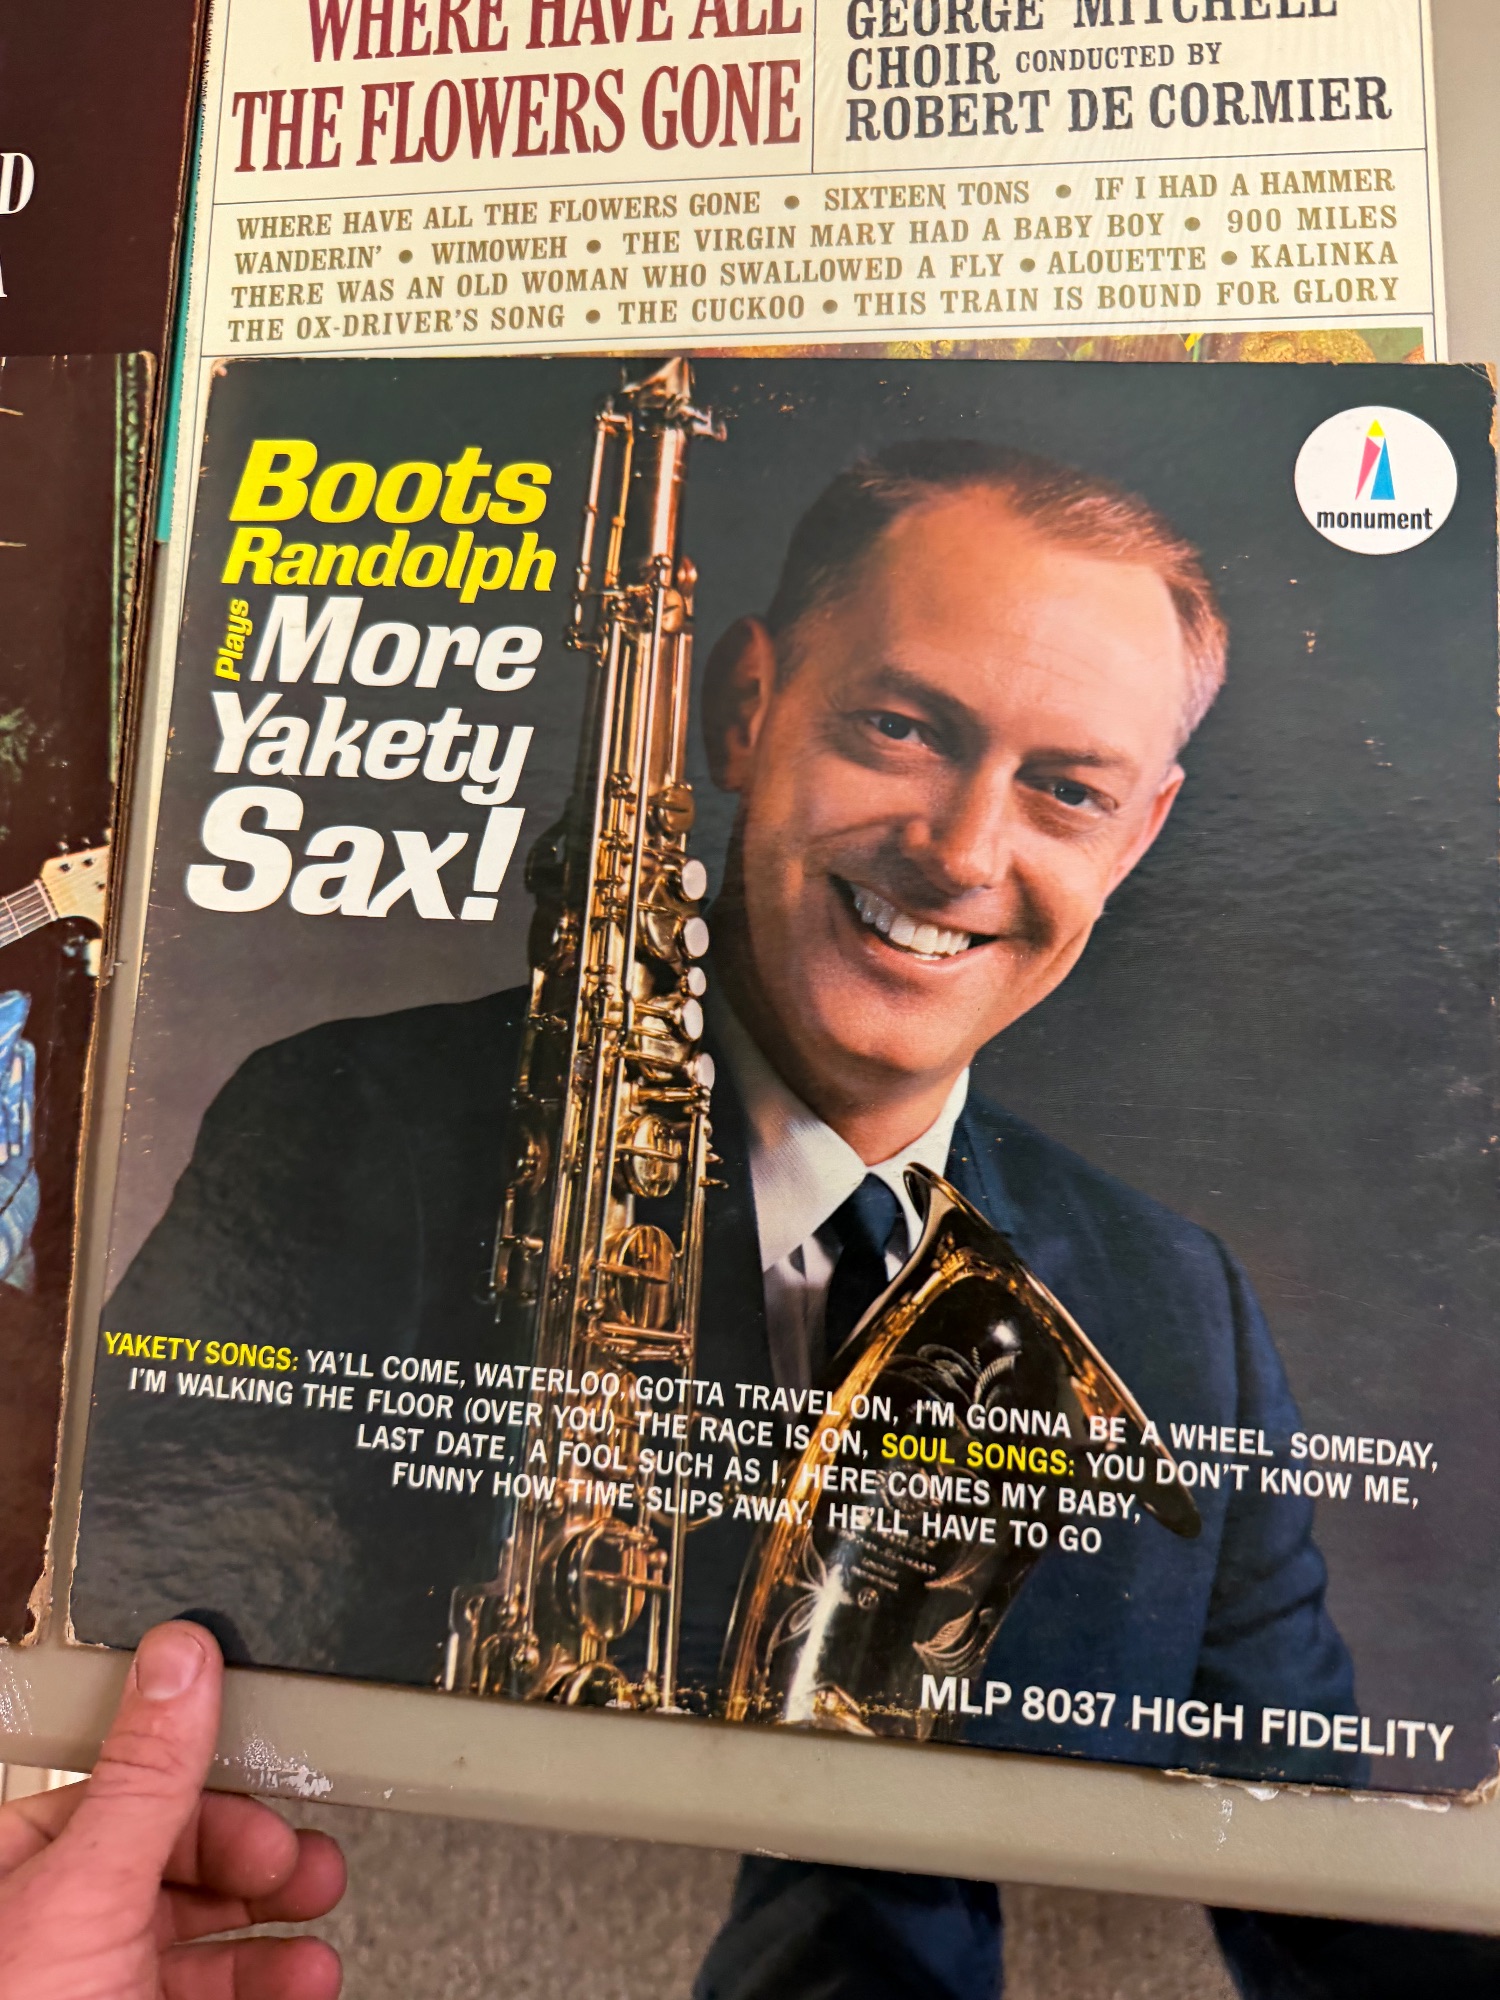 WHERE HAVE ALL
THE FLOWERS GONE
GEORGE MITCHELL
CHOIR CONDUCTED BY
ROBERT DE CORMIER
WHERE HAVE ALL THE FLOWERS GONE • SIXTEEN TONS • IF I HAD A HAMMER
WANDERIN' • WIMOWEH • THE VIRGIN MARY HAD A BABY BOY • 900 MILES
THERE WAS AN OLD WOMAN WHO SWALLOWED A FLY • ALOUETTE • KALINKA
THE OX-DRIVER'S SONG • THE CUCKOO • THIS TRAIN IS BOUND FOR GLORY
D
A
Boots
Randolph
Plays More
Yakety
Sax!
monument
YAKETY SONGS: YA'LL COME, WATERLOO, GOTTA TRAVEL ON, I'M GONNA BE A WHEEL SOMEDAY,
I'M WALKING THE FLOOR (OVER YOU), THE RACE IS ON, SOUL SONGS: YOU DON'T KNOW ME,
LAST DATE, A FOOL SUCH AS I, HERE COMES MY BABY,
FUNNY HOW TIME SLIPS AWAY, HE'LL HAVE TO GO
MLP 8037 HIGH FIDELITY